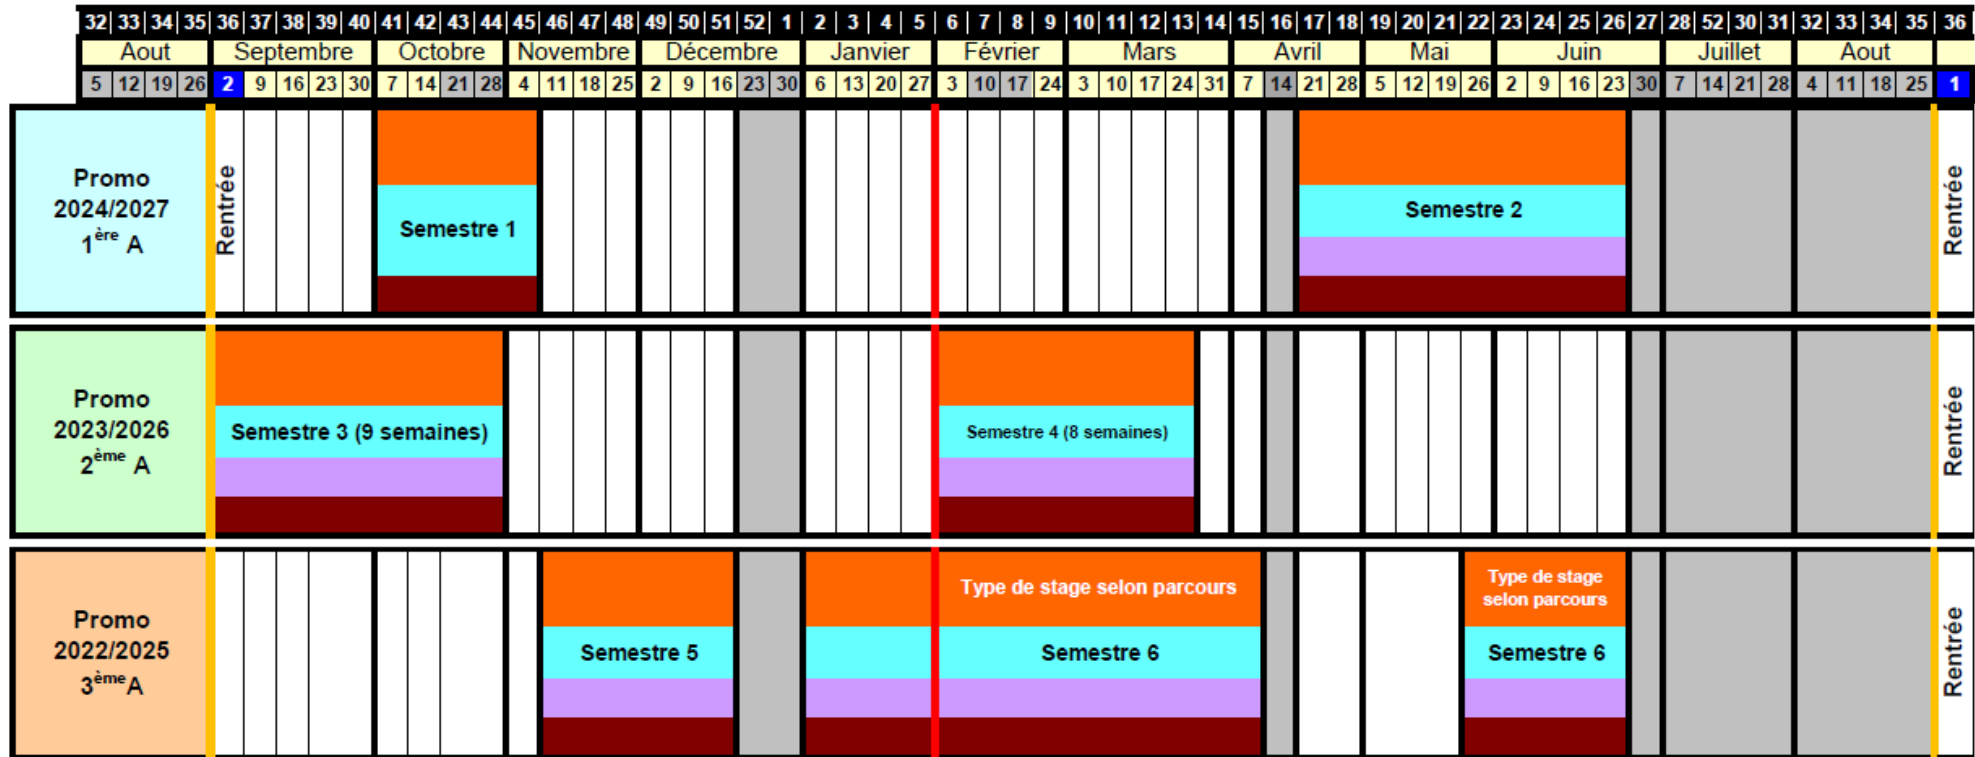 32 33 34 35 36 37 38 39 40 41 42 43 44 45 46 47 48 49 50 51 52 1 2 3 4 5 6 7 8 9 10 11 12 13 14 15 16 17 18 19 20 21 22 23 24 25 26 27 28 52 30 31 32 33 34 35 36
Aout Septembre Octobre Novembre Décembre Janvier Février Mars Avril Mai Juin Juillet Aout
5 12 19 26 2 9 16 23 30 7 14 21 28 4 11 18 25 2 9 16 23 30 6 13 20 27 3 10 17 24 3 10 17 24 31 7 14 21 28 5 12 19 26 2 9 16 23 30 7 14 21 28 4 11 18 25 1
Promo
2024/2027
1ère A
Rentrée
Semestre 1
Semestre 2
Rentrée
Promo
2023/2026
2ème A
Semestre 3 (9 semaines)
Semestre 4 (8 semaines)
Rentrée
Promo
2022/2025
3ème A
Semestre 5
Type de stage selon parcours
Semestre 6
Type de stage
selon parcours
Semestre 6
Rentrée